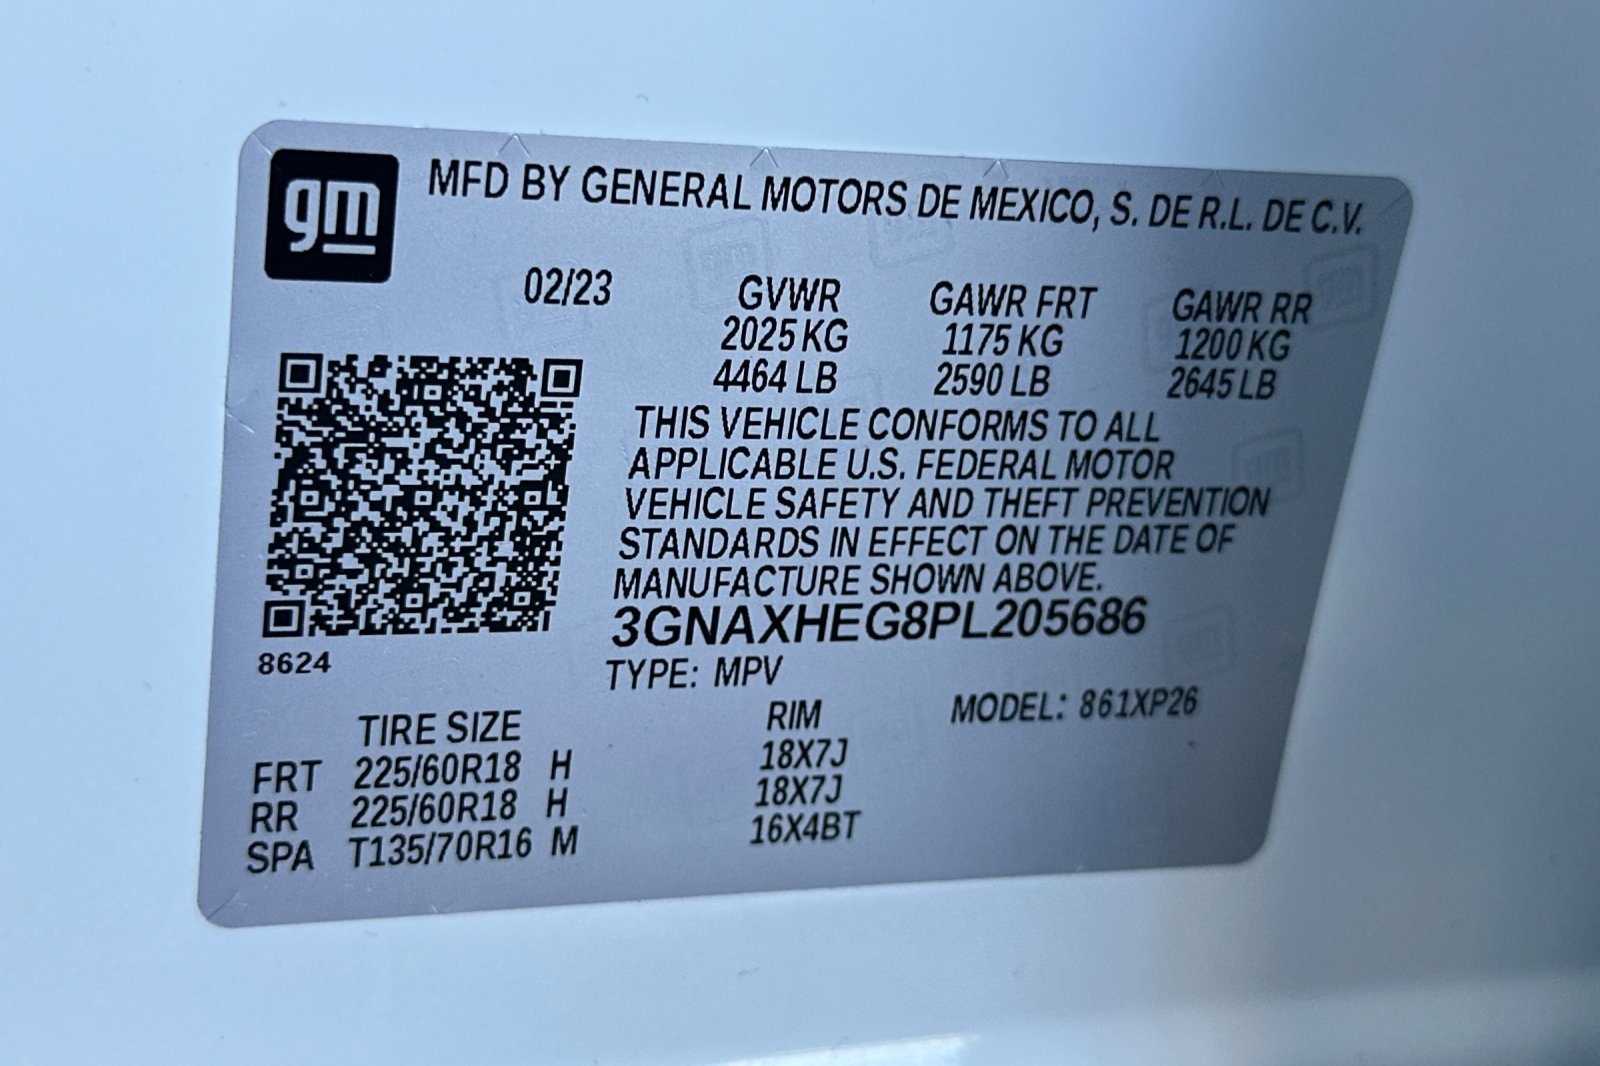 gm
MFD BY GENERAL MOTORS DE MEXICO, S. DE R.L. DE C.V.
02/23 GVWR GAWR FRT GAWR RR
2025 KG 1175 KG 1200 KG
4464 LB 2590 LB 2645 LB
THIS VEHICLE CONFORMS TO ALL
APPLICABLE U.S. FEDERAL MOTOR
VEHICLE SAFETY AND THEFT PREVENTION
STANDARDS IN EFFECT ON THE DATE OF
MANUFACTURE SHOWN ABOVE.
3GNAXHEG8PL205686
8624
TYPE: MPV
MODEL: 861XP26
TIRE SIZE RIM
FRT 225/60R18 H 18X7J
RR 225/60R18 H 18X7J
SPA T135/70R16 M 16X4BT